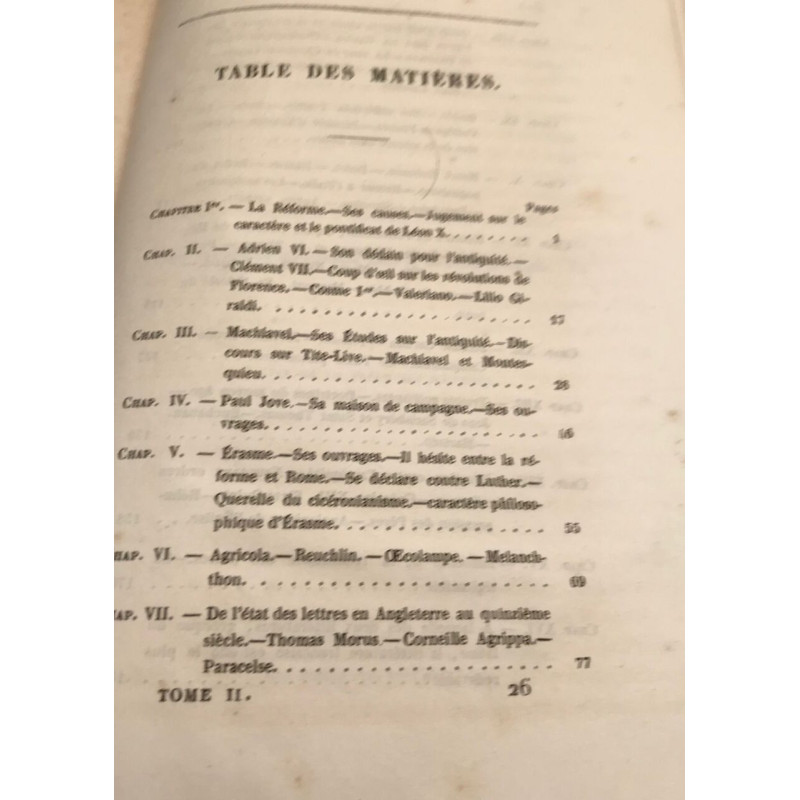 TABLE DES MATIÈRES.
Pages
CHAPITRE Ier. — La Réforme.—Ses causes.—Jugement sur le
caractère et le pontificat de Léon X. . . . . . . .
CHAP. II. — Adrien VI.—Son dédain pour l'antiquité.—
Clément VII.—Coup d'œil sur les révolutions de
Florence.—Cosme Ier.—Valeriano.—Lilio Gi-
raldi. . . . . . . . . . . . . . . . . . 17
CHAP. III. — Machiavel.—Ses Études sur l'antiquité.—Dis-
cours sur Tite-Live.—Machiavel et Montes-
quieu. . . . . . . . . . . . . . . . . . 28
CHAP. IV. — Paul Jove.—Sa maison de campagne.—Ses ou-
vrages. . . . . . . . . . . . . . . . . .
CHAP. V. — Érasme.—Ses ouvrages.—Il hésite entre la ré-
forme et Rome.—Se déclare contre Luther.—
Querelle du cicéronianisme.—caractère philoso-
phique d'Érasme. . . . . . . . . . . . . 55
HAP. VI. — Agricola.—Reuchlin.—Œcolampe.—Melanch-
thon. . . . . . . . . . . . . . . . . . . 69
AP. VII. — De l'état des lettres en Angleterre au quinzième
siècle.—Thomas Morus.—Corneille Agrippa.—
Paracelse. . . . . . . . . . . . . . . . . 77
TOME II. 26